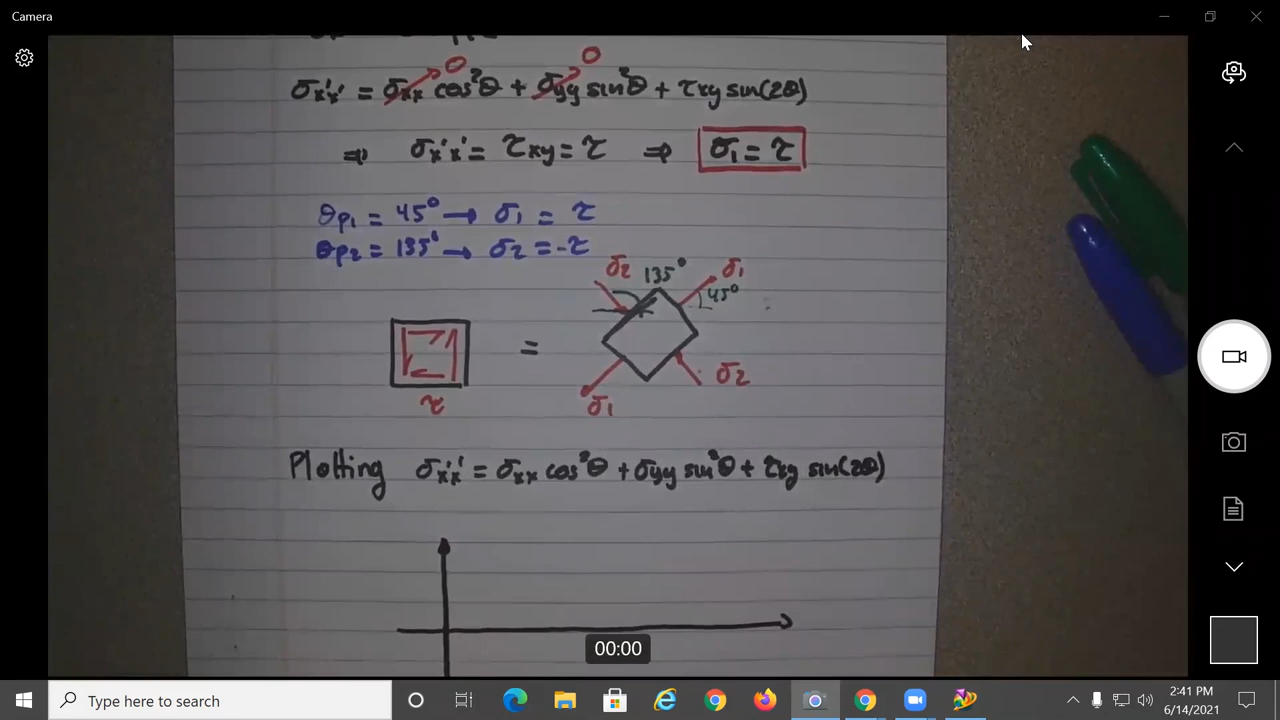 Camera
σx'x' = σxx cos²θ + σyy sin²θ + τxy sin(2θ)
0 0
⇒ σx'x' = τxy = τ ⇒ σ1 = τ
θp1 = 45° → σ1 = τ
θp2 = 135° → σ2 = -τ
σ2 135° σ1
45°
=
σ2
τ σ1
Plotting σx'x' = σxx cos²θ + σyy sin²θ + τxy sin(2θ)
00:00
Type here to search
2:41 PM
6/14/2021